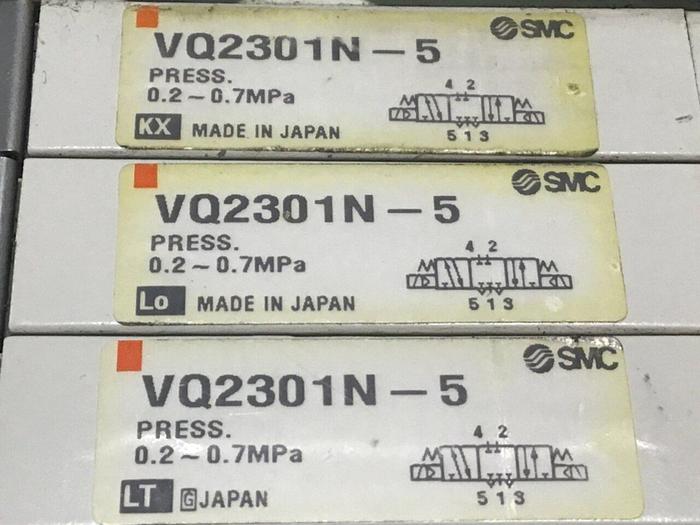 SMC
VQ2301N-5
PRESS.
0.2~0.7MPa
4 2
KX MADE IN JAPAN
5 1 3
SMC
VQ2301N-5
PRESS.
0.2~0.7MPa
4 2
Lo MADE IN JAPAN
5 1 3
SMC
VQ2301N-5
PRESS.
0.2~0.7MPa
4 2
LT G JAPAN
5 1 3